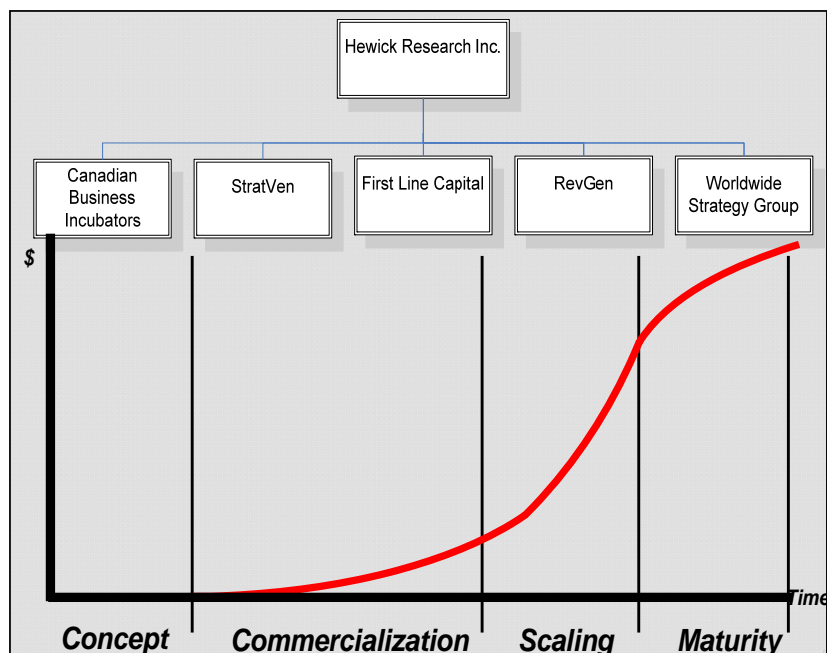 Hewick Research Inc.
Canadian
Business
Incubators
StratVen
First Line Capital
RevGen
Worldwide
Strategy Group
$
Time
Concept
Commercialization
Scaling
Maturity